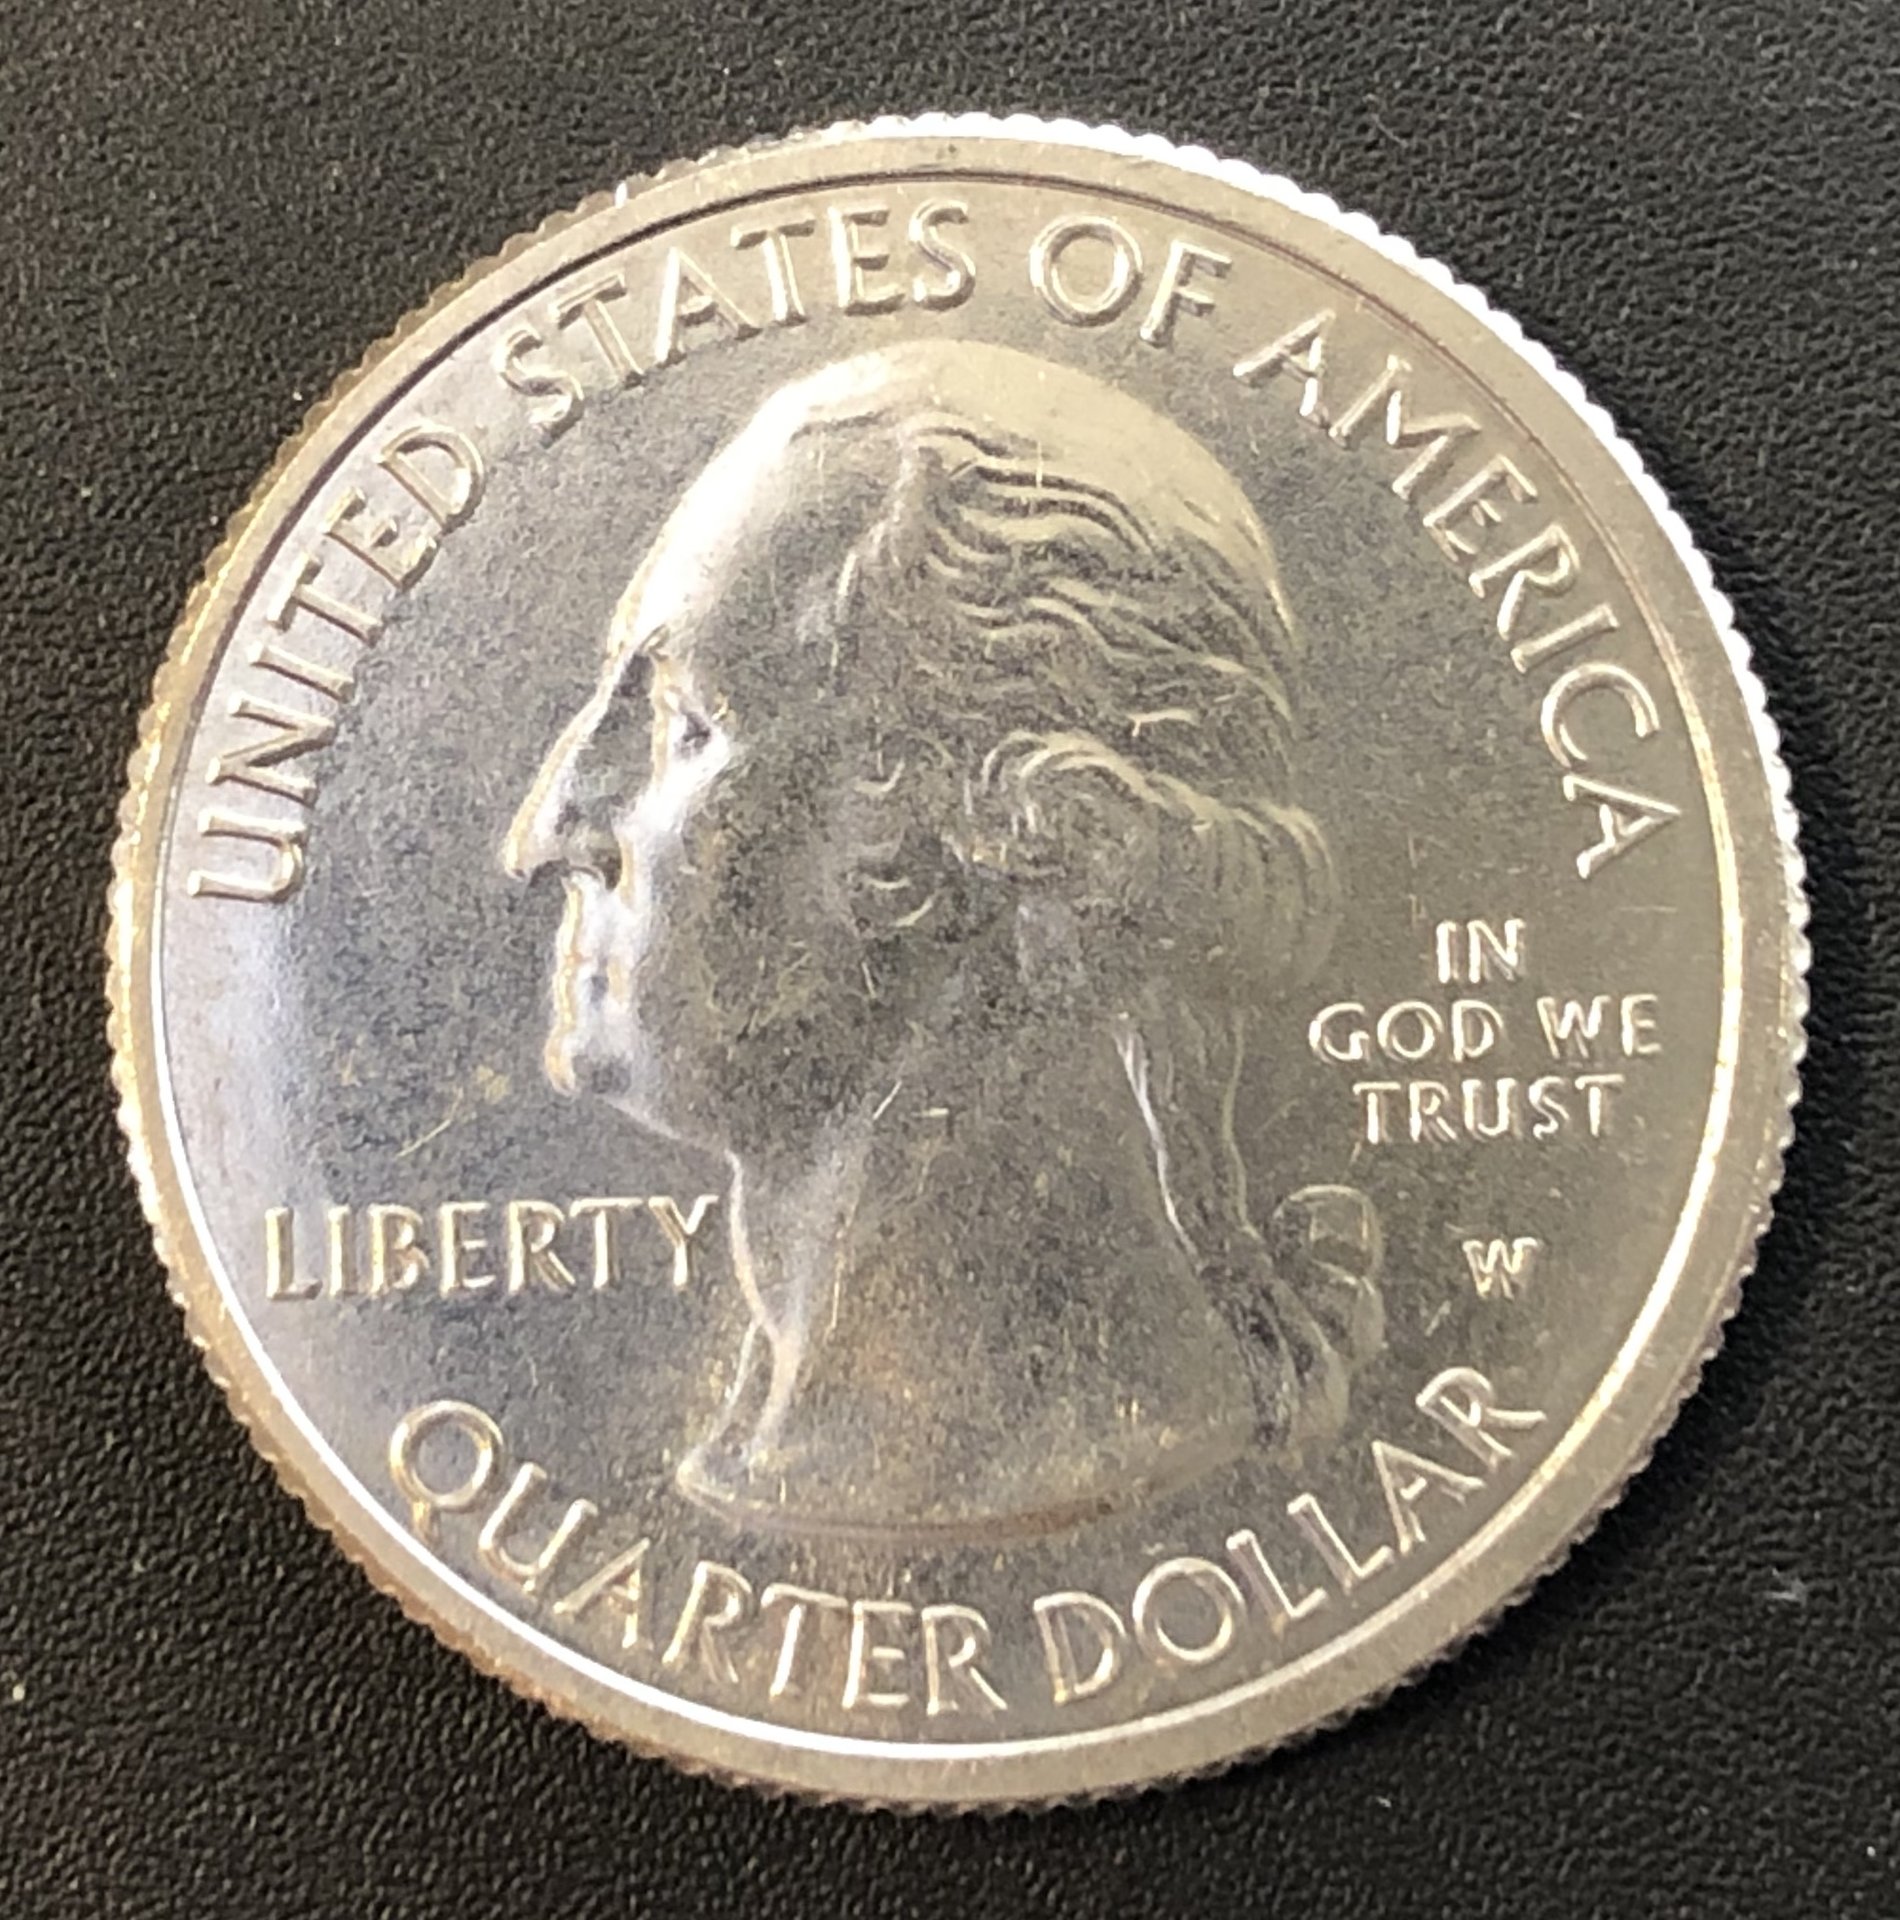 UNITED STATES OF AMERICA
IN
GOD WE
TRUST
LIBERTY
W
QUARTER DOLLAR